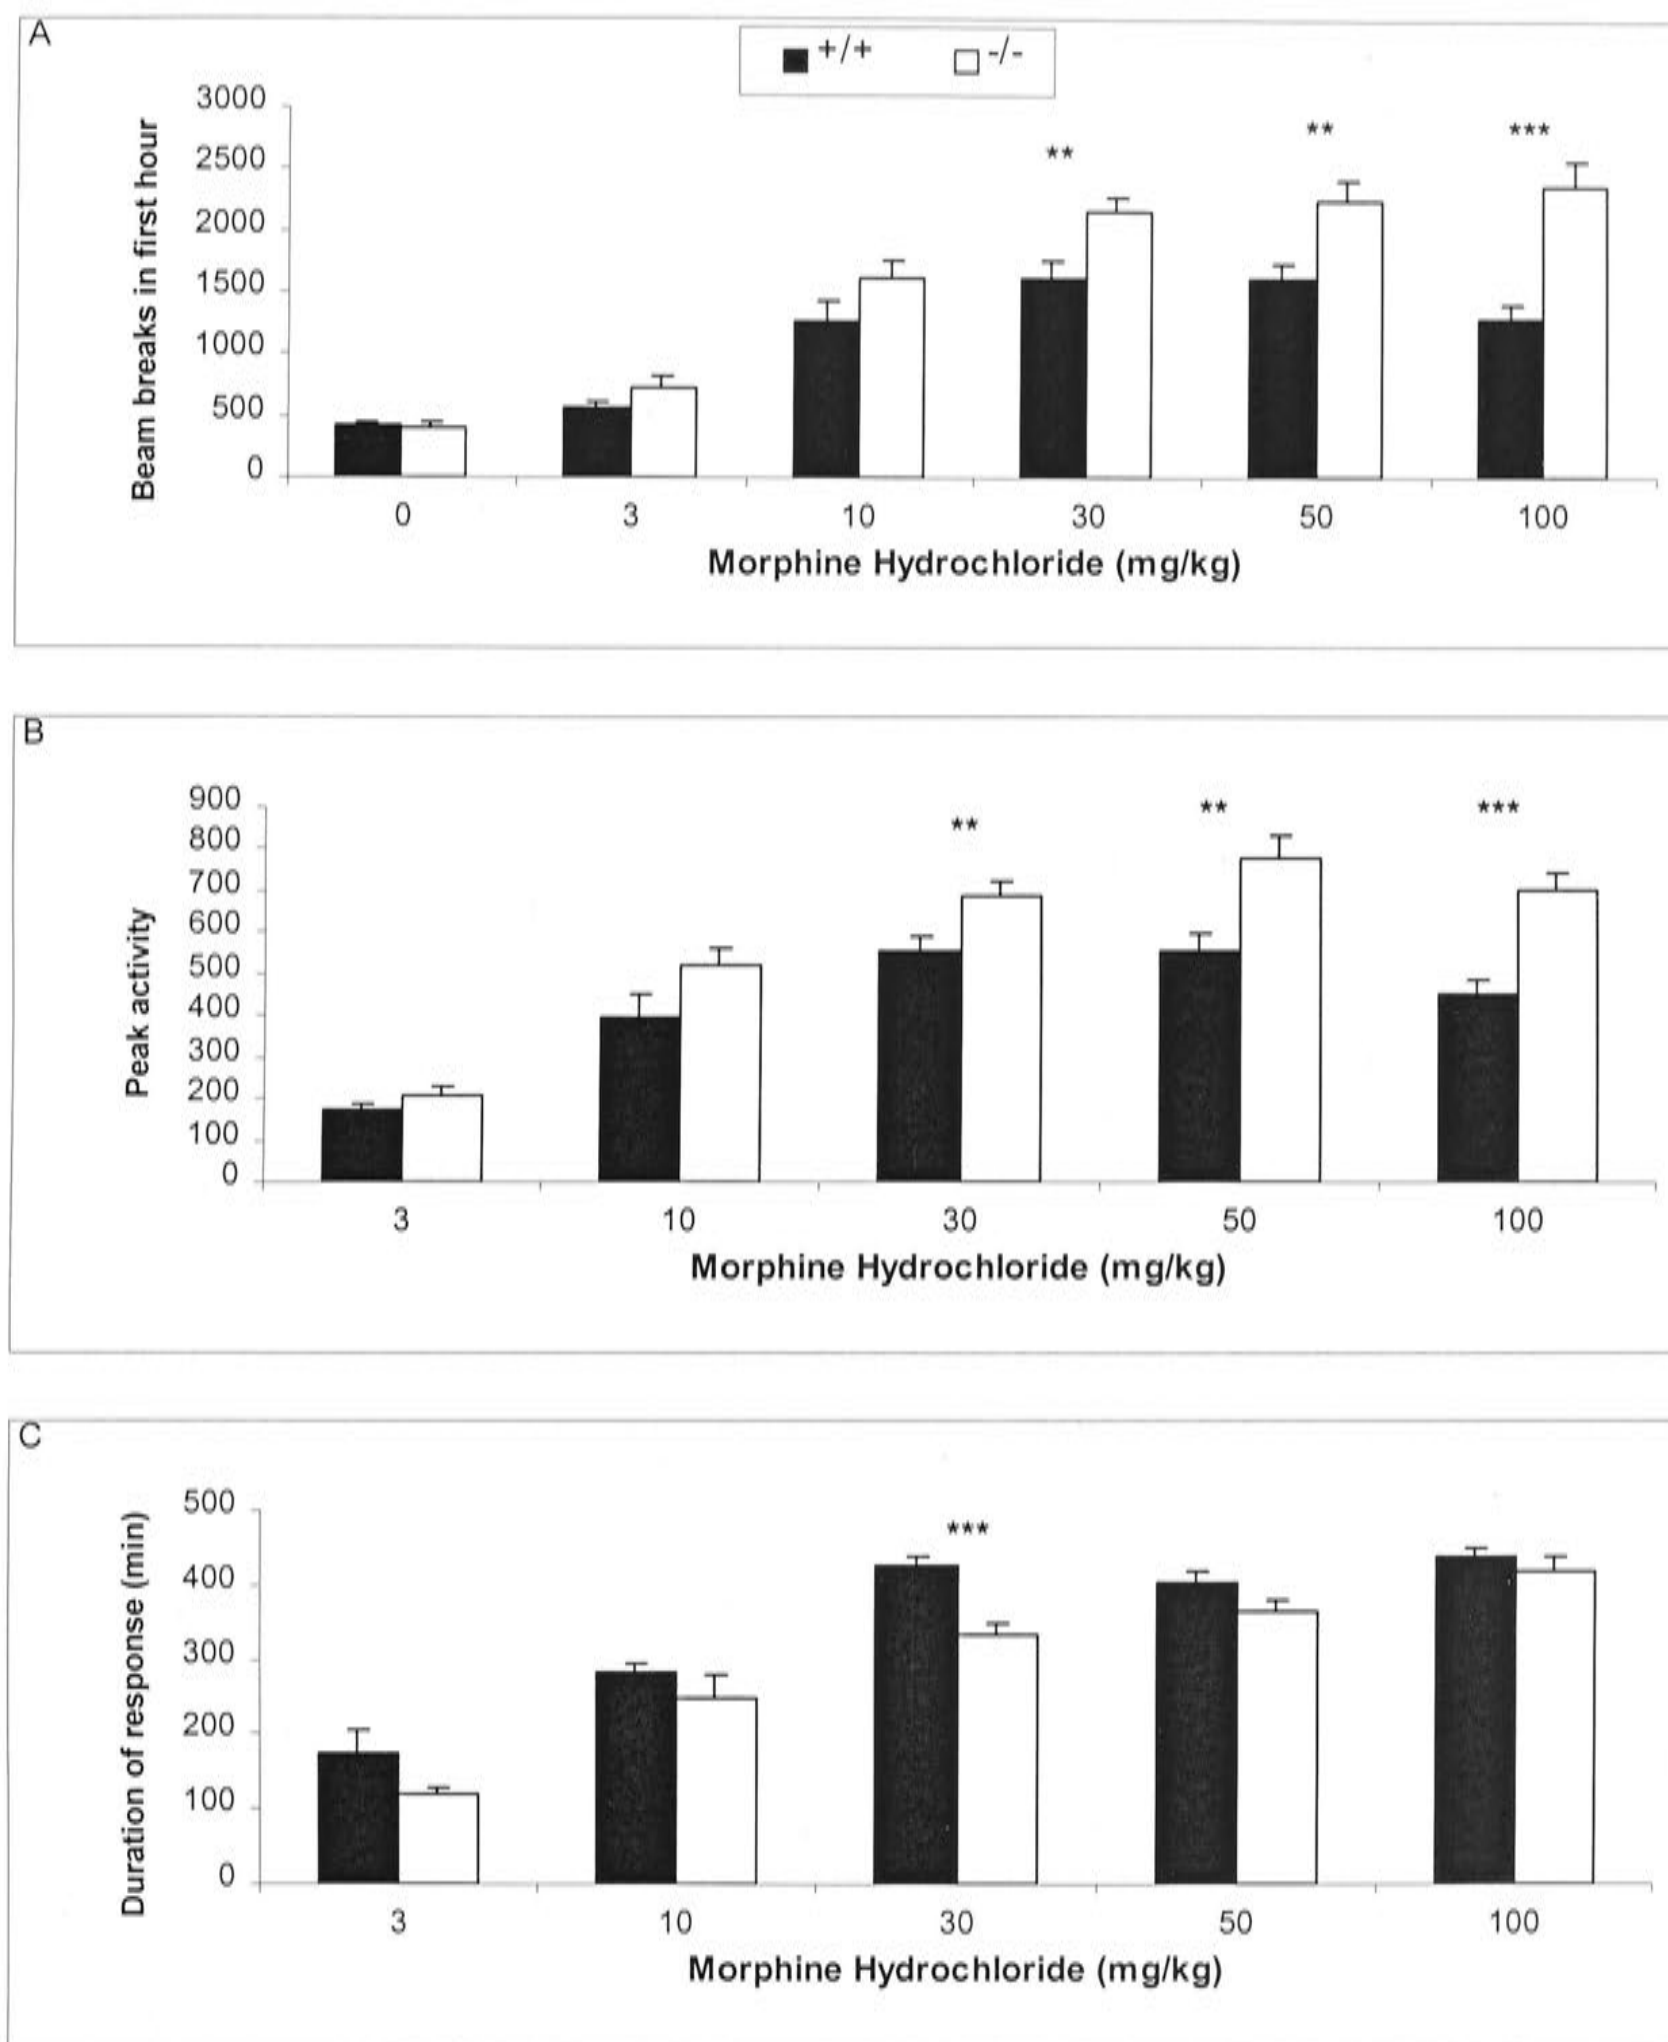 A
+/+ -/-
3000
2500
2000
1500
1000
500
0
Beam breaks in first hour
** ** ***
0 3 10 30 50 100
Morphine Hydrochloride (mg/kg)
B
900
800
700
600
500
400
300
200
100
0
Peak activity
** ** ***
3 10 30 50 100
Morphine Hydrochloride (mg/kg)
C
500
400
300
200
100
0
Duration of response (min)
***
3 10 30 50 100
Morphine Hydrochloride (mg/kg)